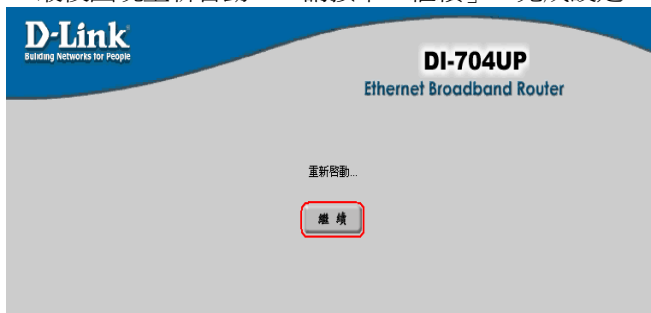 D-Link
Building Networks for People
DI-704UP
Ethernet Broadband Router
重新啓動...
繼 續